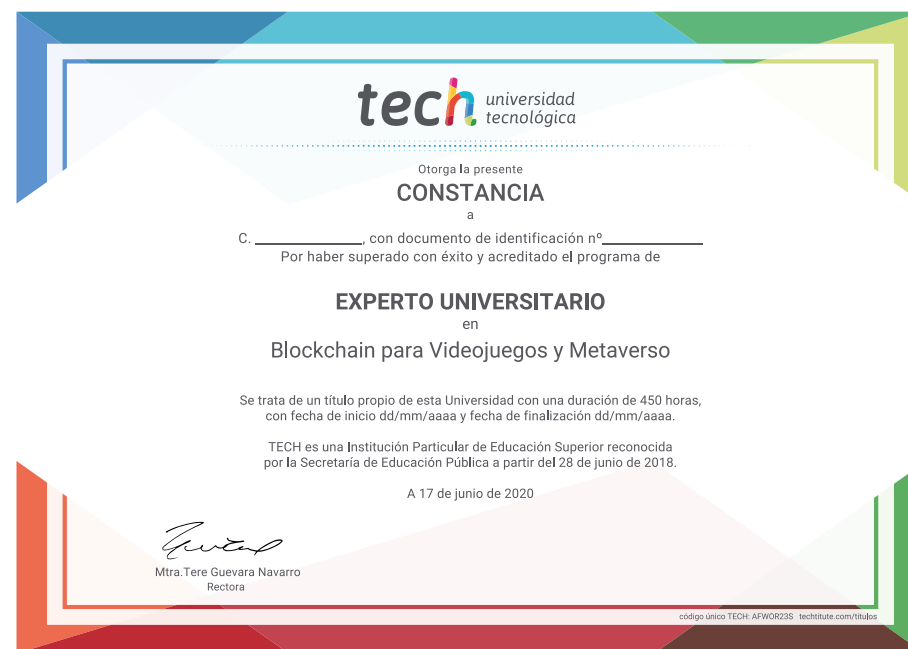 tech universidad
tecnológica
Otorga la presente
CONSTANCIA
a
C. ______________, con documento de identificación nº_____________
Por haber superado con éxito y acreditado el programa de
EXPERTO UNIVERSITARIO
en
Blockchain para Videojuegos y Metaverso
Se trata de un título propio de esta Universidad con una duración de 450 horas,
con fecha de inicio dd/mm/aaaa y fecha de finalización dd/mm/aaaa.
TECH es una Institución Particular de Educación Superior reconocida
por la Secretaría de Educación Pública a partir del 28 de junio de 2018.
A 17 de junio de 2020
Mtra.Tere Guevara Navarro
Rectora
código único TECH: AFWOR23S techtitute.com/títulos